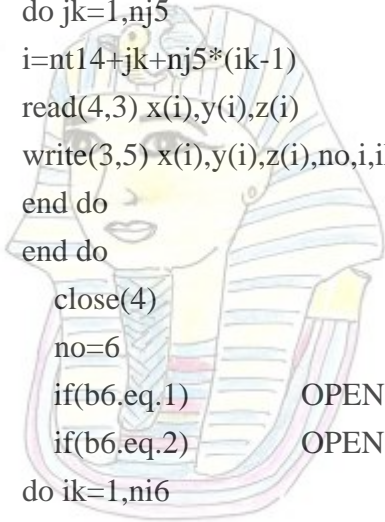 do jk=1,nj5
i=nt14+jk+nj5*(ik-1)
read(4,3) x(i),y(i),z(i)
write(3,5) x(i),y(i),z(i),no,i,i
end do
end do
close(4)
no=6
if(b6.eq.1) OPEN
if(b6.eq.2) OPEN
do ik=1,ni6